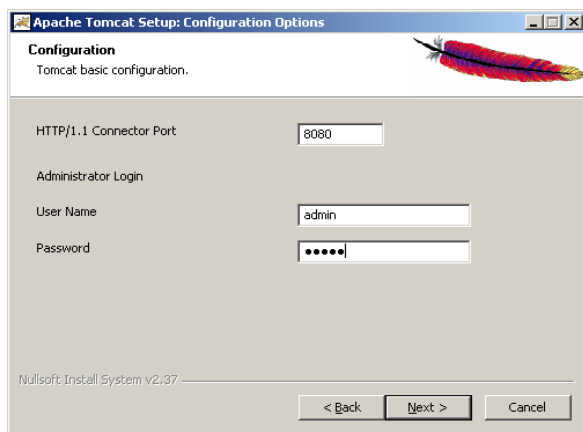 Apache Tomcat Setup: Configuration Options
Configuration
Tomcat basic configuration.
HTTP/1.1 Connector Port
8080
Administrator Login
User Name
admin
Password
●●●●●
Nullsoft Install System v2.37
< Back
Next >
Cancel